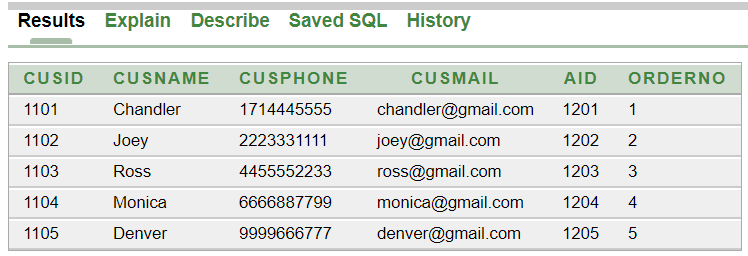 Results Explain Describe Saved SQL History
CUSID CUSNAME CUSPHONE CUSMAIL AID ORDERNO
1101 Chandler 1714445555 chandler@gmail.com 1201 1
1102 Joey 2223331111 joey@gmail.com 1202 2
1103 Ross 4455552233 ross@gmail.com 1203 3
1104 Monica 6666887799 monica@gmail.com 1204 4
1105 Denver 9999666777 denver@gmail.com 1205 5